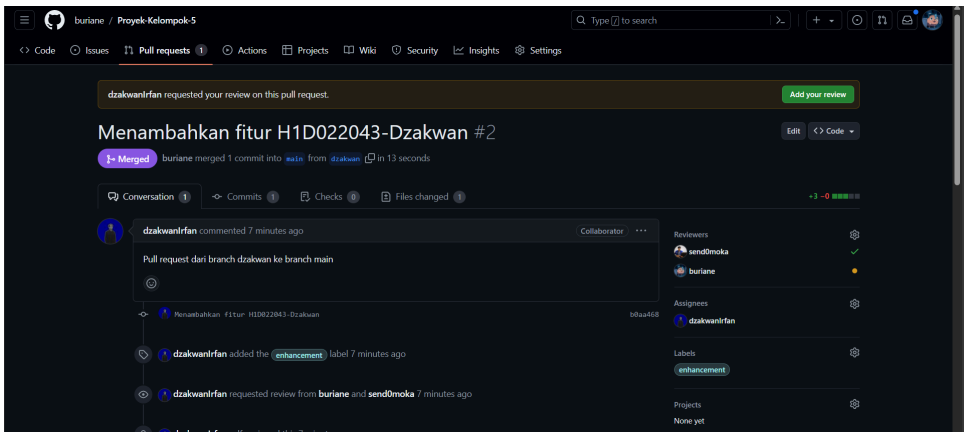 buriane / Proyek-Kelompok-5
Type / to search
Code Issues Pull requests 1 Actions Projects Wiki Security Insights Settings
dzakwanIrfan requested your review on this pull request.
Add your review
Menambahkan fitur H1D022043-Dzakwan #2
Edit <> Code
Merged buriane merged 1 commit into main from dzakwan in 13 seconds
Conversation 1 Commits 1 Checks 0 Files changed 1
+3 −0
dzakwanIrfan commented 7 minutes ago
Collaborator ...
Pull request dari branch dzakwan ke branch main
Menambahkan fitur H1D022043-Dzakwan
b0aa468
dzakwanIrfan added the enhancement label 7 minutes ago
dzakwanIrfan requested review from buriane and send0moka 7 minutes ago
Reviewers
send0moka
buriane
Assignees
dzakwanIrfan
Labels
enhancement
Projects
None yet